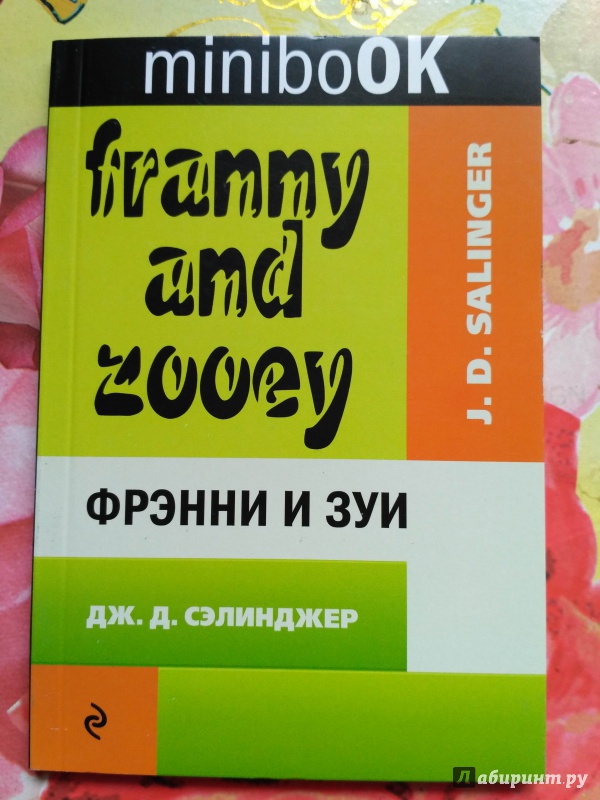 miniboOK
franny
and
zooey
J. D. SALINGER
ФРЭННИ И ЗУИ
ДЖ. Д. СЭЛИНДЖЕР
Лабиринт.ру